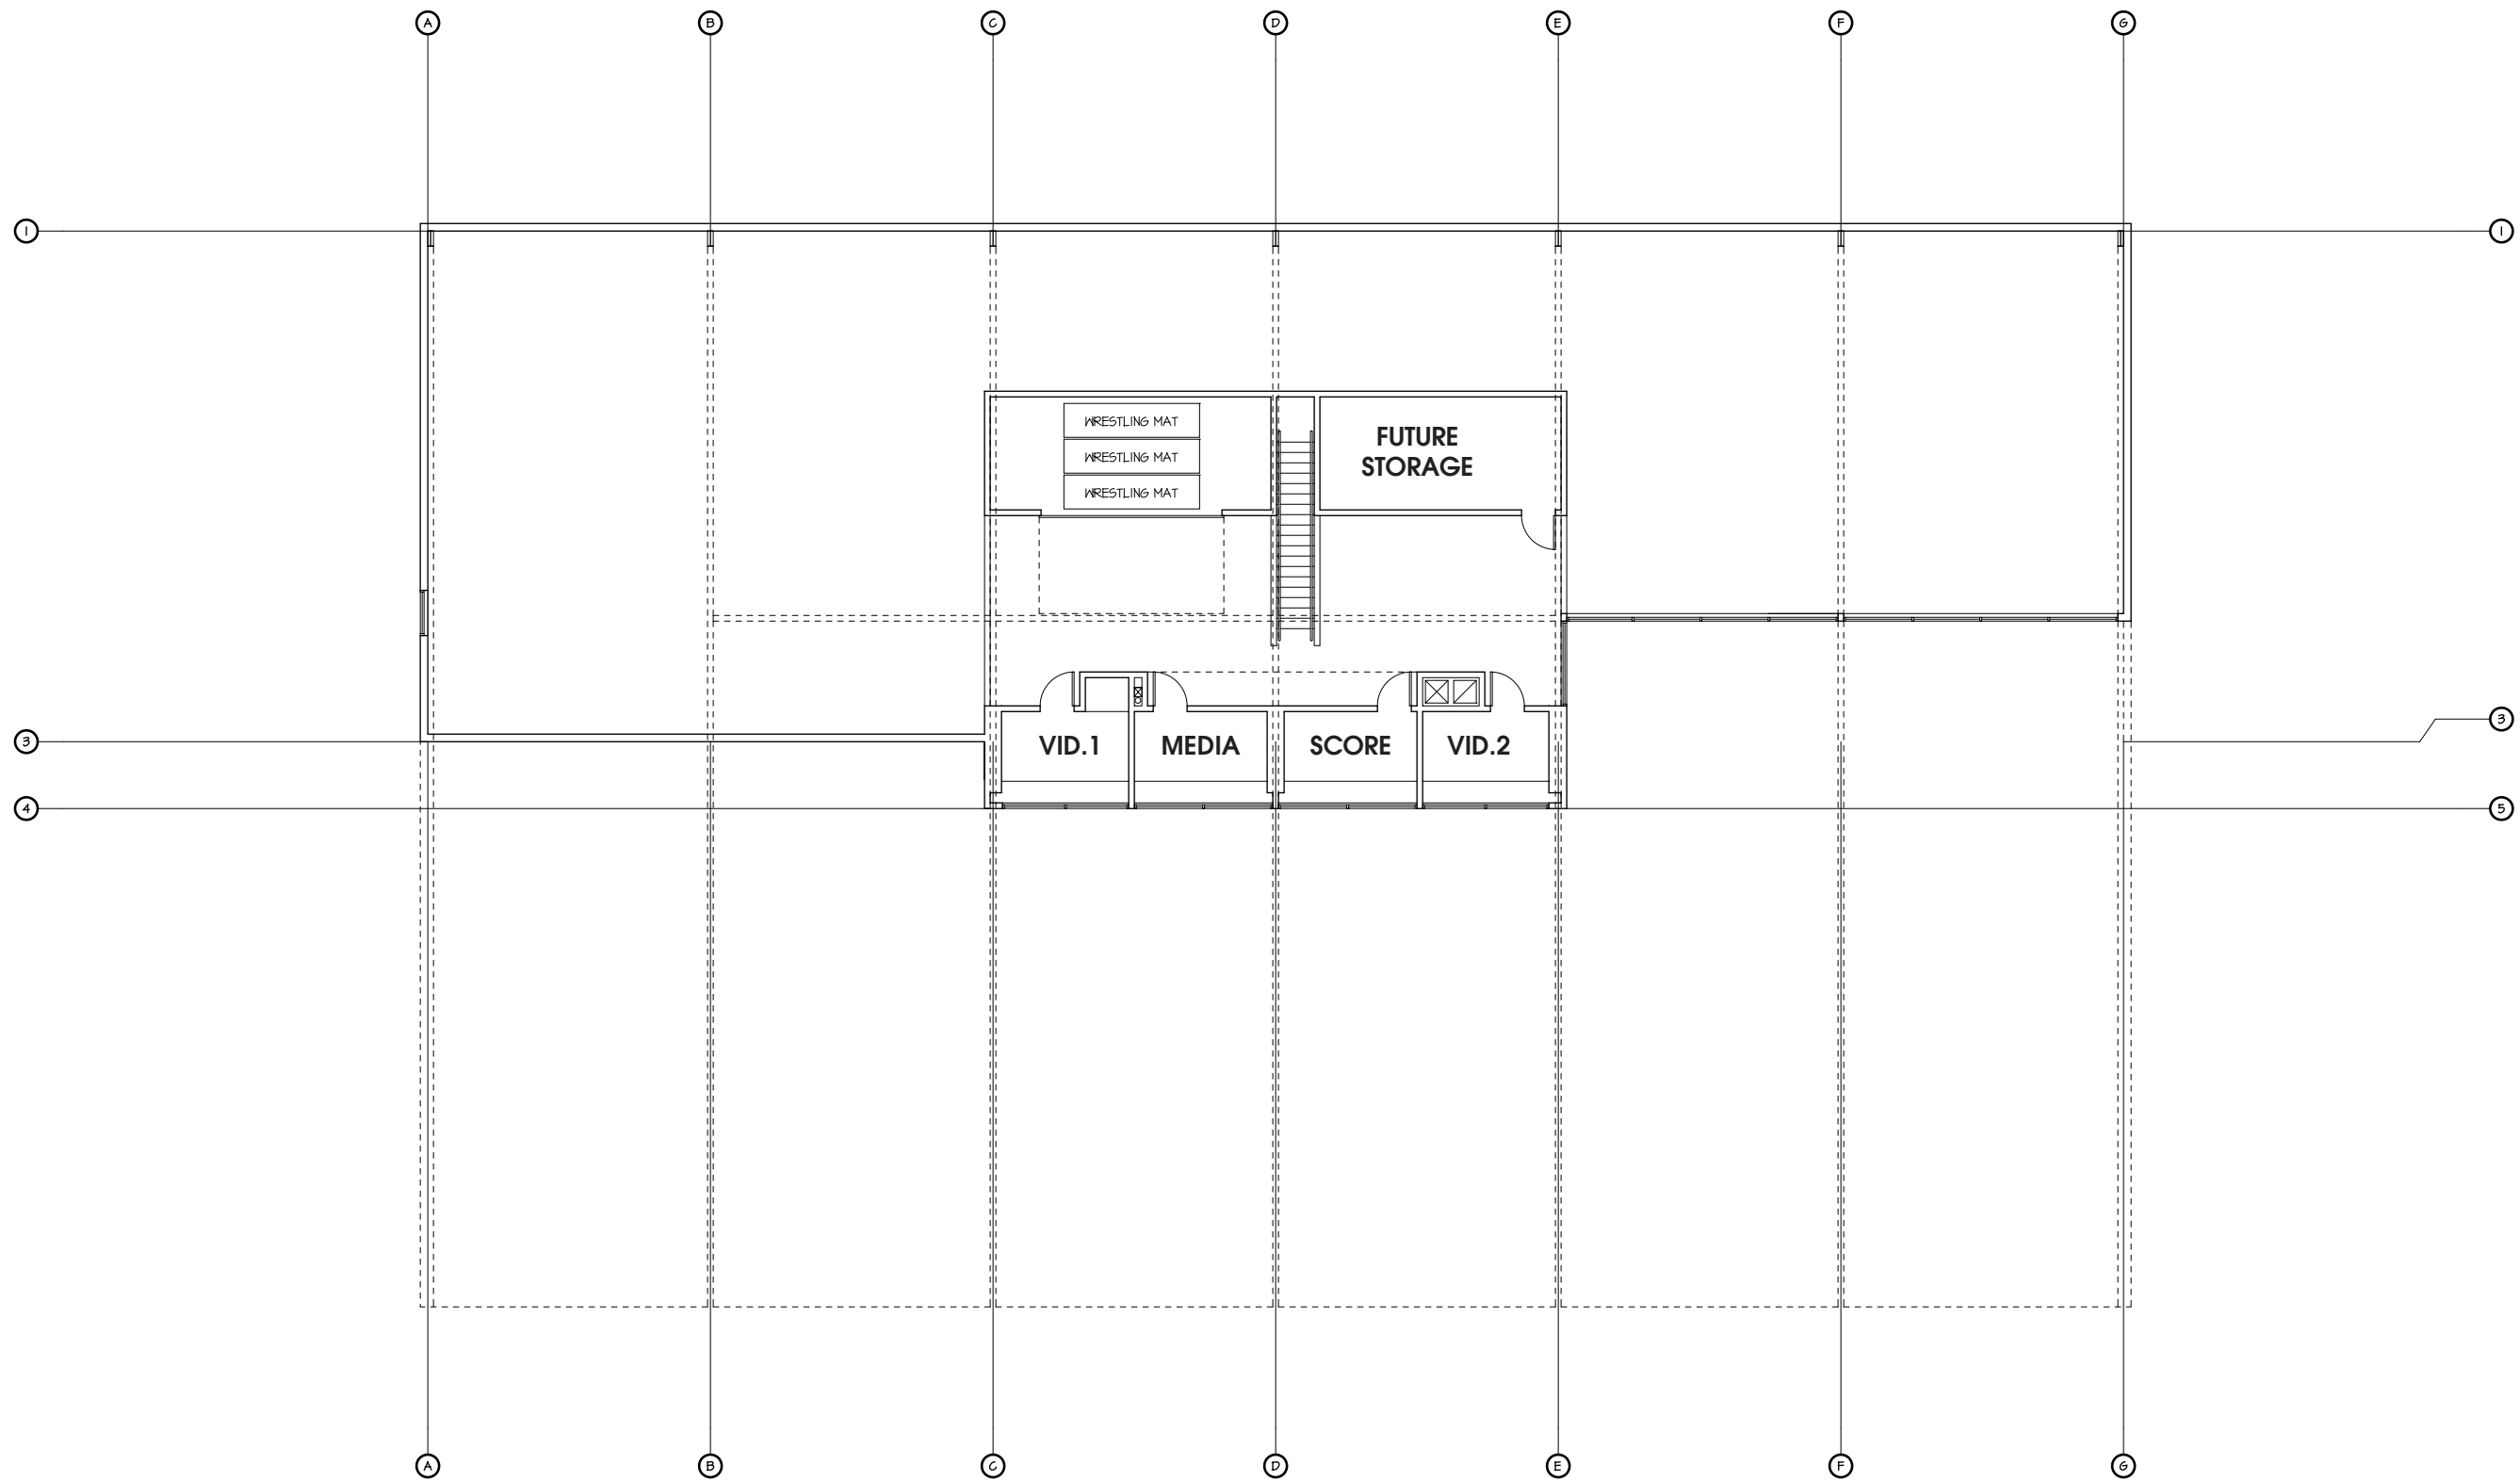 A B C D E F G
1 1
WRESTLING MAT
WRESTLING MAT
WRESTLING MAT
FUTURE
STORAGE
3 3
VID.1 MEDIA SCORE VID.2
4 5
A B C D E F G